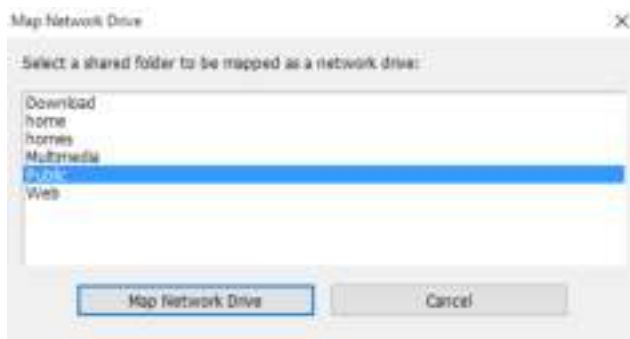 Map Network Drive
Select a shared folder to be mapped as a network drive:
Download
home
homes
Multimedia
Public
Web
Map Network Drive
Cancel